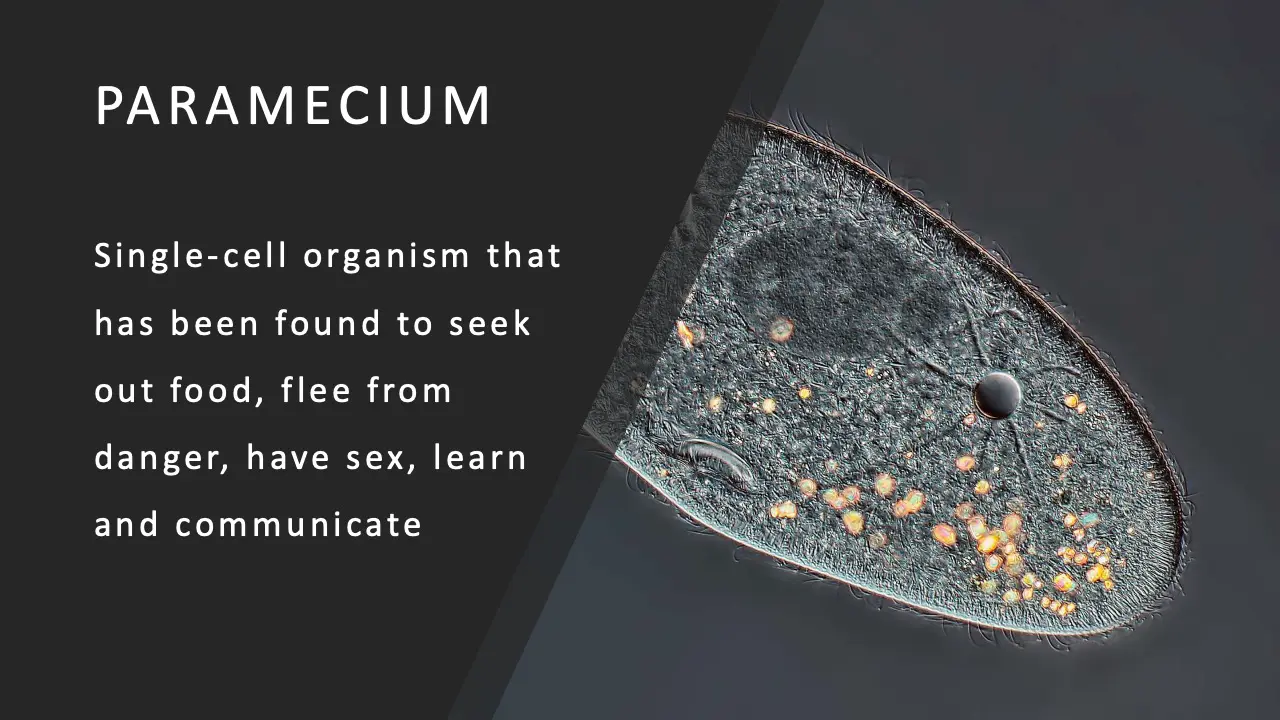 PARAMECIUM
Single-cell organism that
has been found to seek
out food, flee from
danger, have sex, learn
and communicate